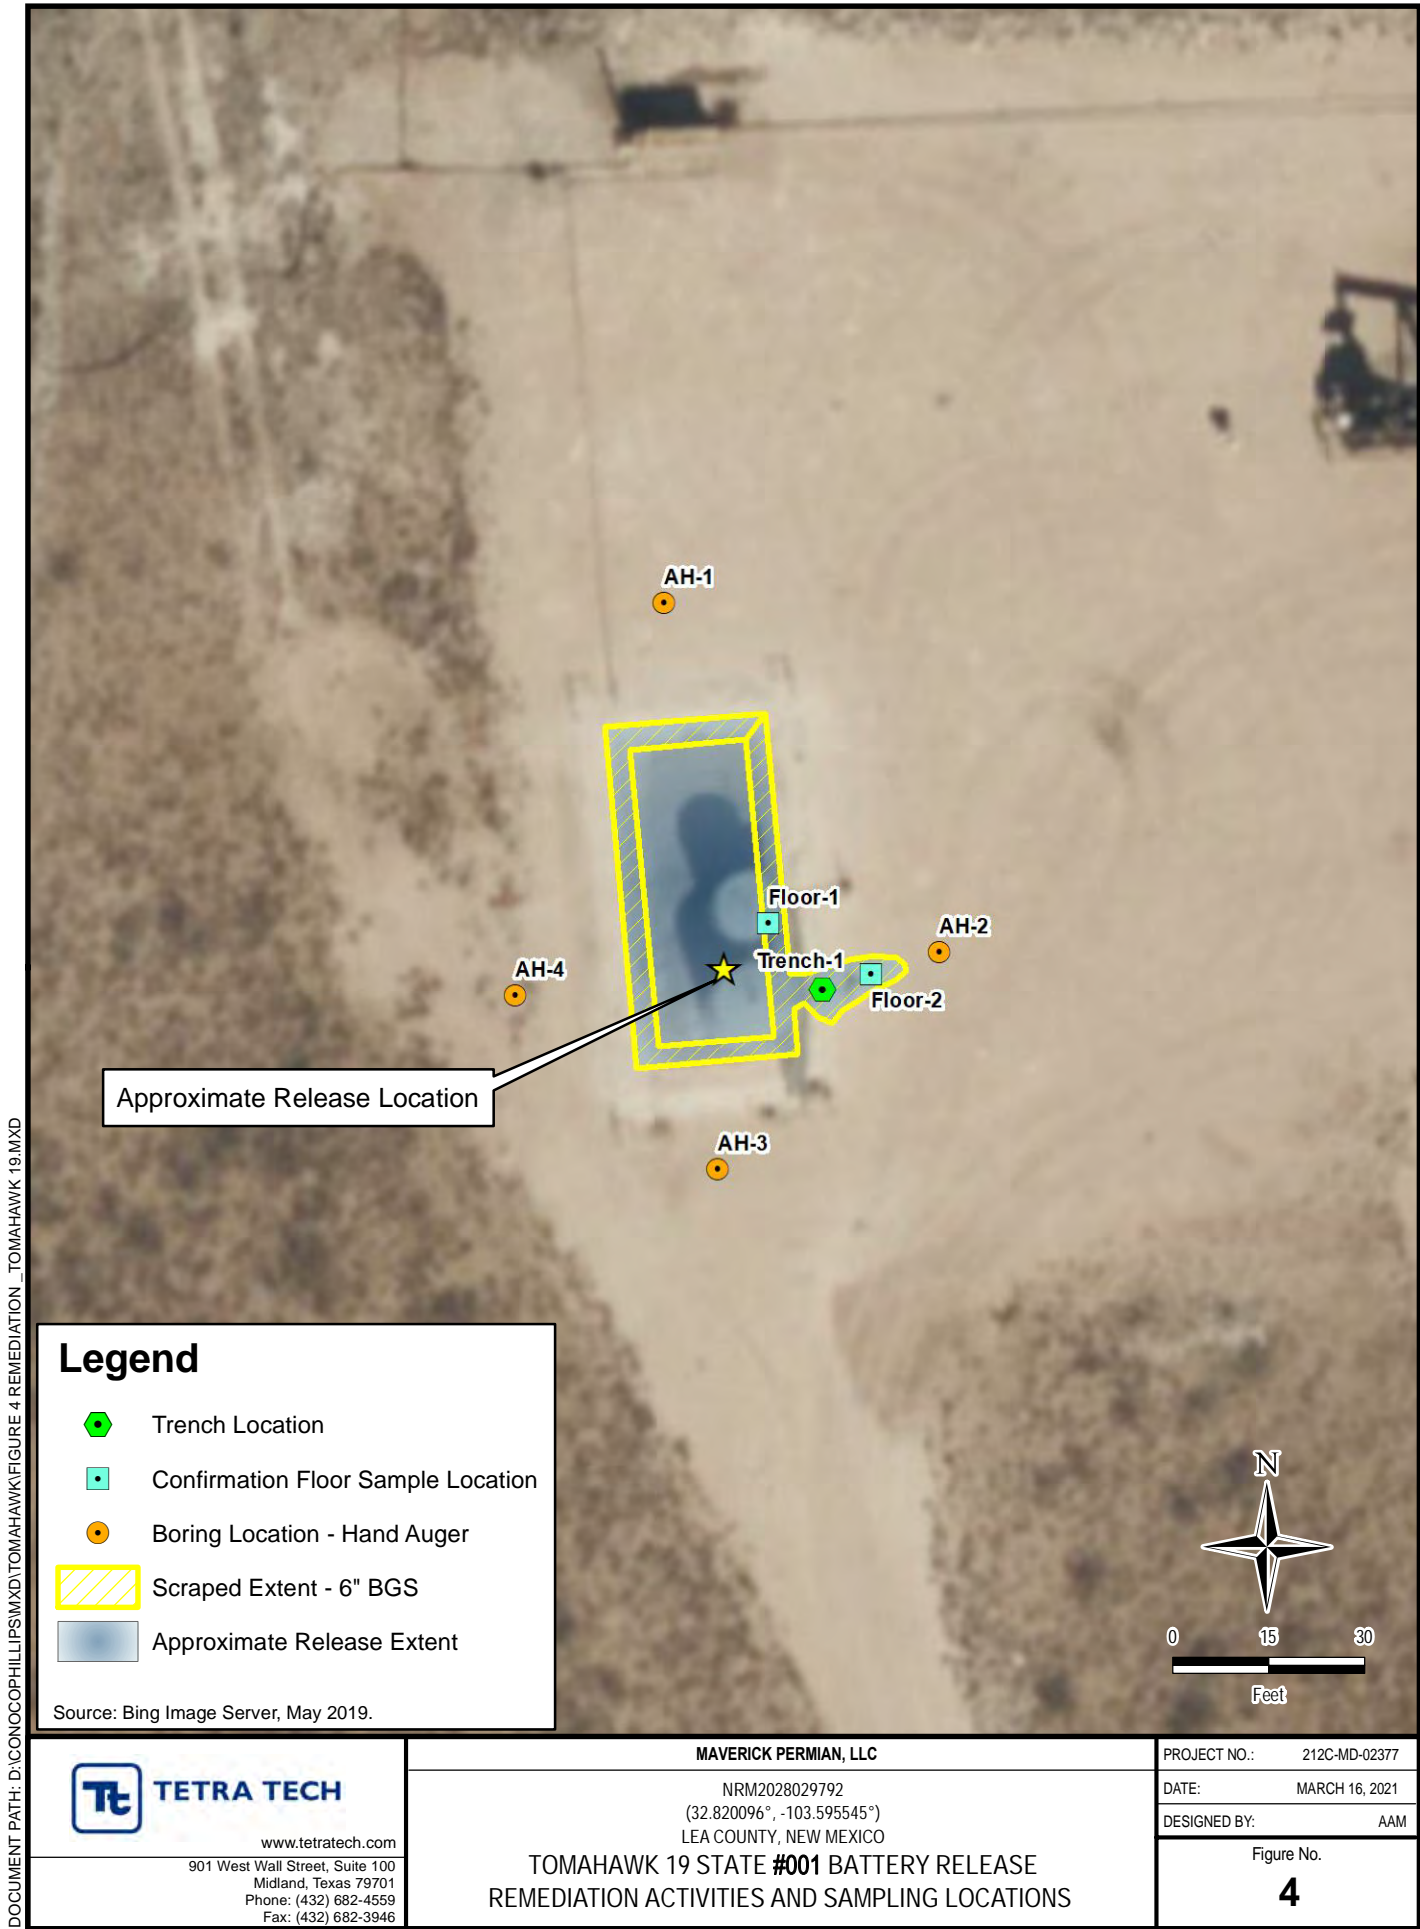 AH-1
Floor-1
AH-2
Trench-1
AH-4
Floor-2
Approximate Release Location
AH-3
Legend
Trench Location
Confirmation Floor Sample Location
Boring Location - Hand Auger
Scraped Extent - 6" BGS
Approximate Release Extent
Source: Bing Image Server, May 2019.
N
0 15 30
Feet
DOCUMENT PATH: D:\CONOCOPHILLIPS\MXD\TOMAHAWK\FIGURE 4 REMEDIATION _TOMAHAWK 19.MXD
Tt TETRA TECH
www.tetratech.com
901 West Wall Street, Suite 100
Midland, Texas 79701
Phone: (432) 682-4559
Fax: (432) 682-3946
MAVERICK PERMIAN, LLC
NRM2028029792
(32.820096°, -103.595545°)
LEA COUNTY, NEW MEXICO
TOMAHAWK 19 STATE #001 BATTERY RELEASE
REMEDIATION ACTIVITIES AND SAMPLING LOCATIONS
PROJECT NO.: 212C-MD-02377
DATE: MARCH 16, 2021
DESIGNED BY: AAM
Figure No.
4